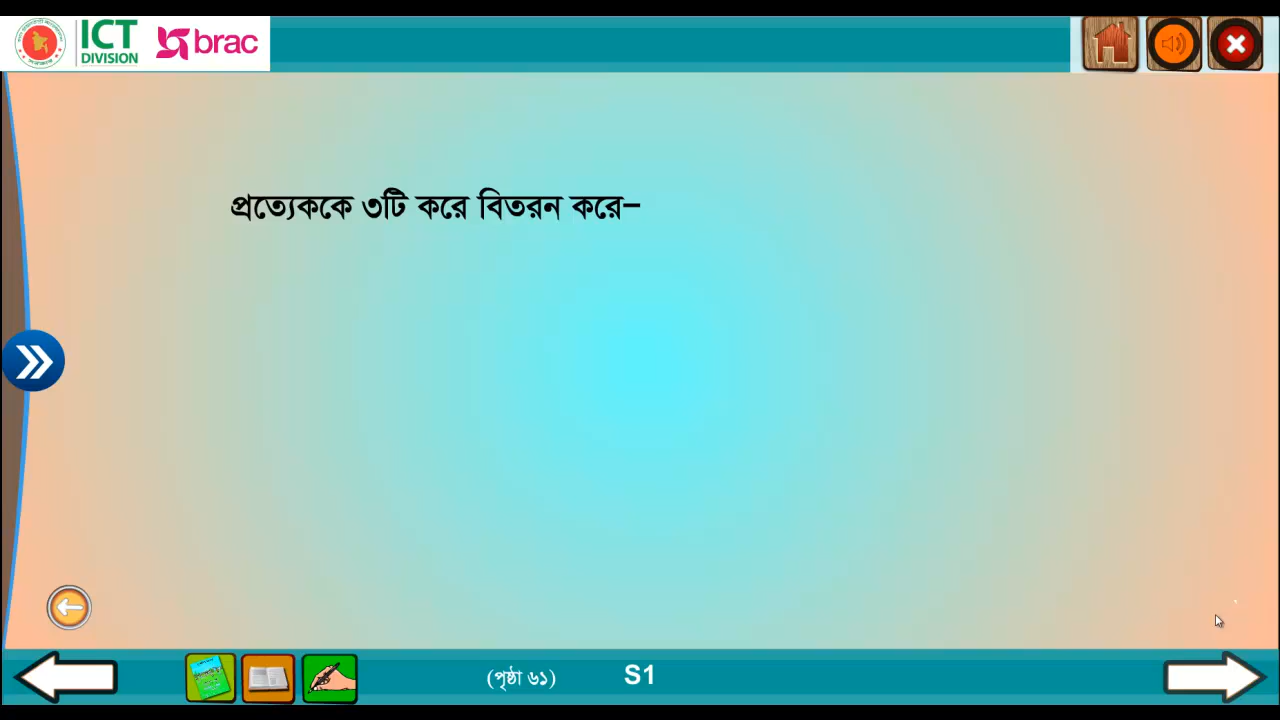 ICT
DIVISION
brac
প্রত্যেককে ৩টি করে বিতরন করে–
(পৃষ্ঠা ৬১)
S1